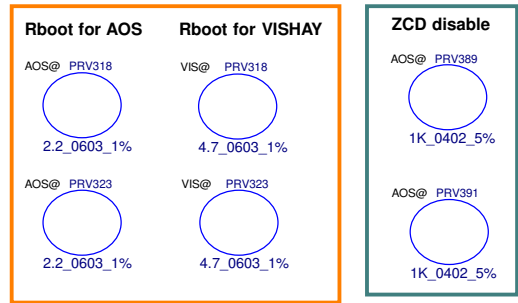 Rboot for AOS
Rboot for VISHAY
AOS@ PRV318
VIS@ PRV318
2.2_0603_1%
4.7_0603_1%
AOS@ PRV323
VIS@ PRV323
2.2_0603_1%
4.7_0603_1%
ZCD disable
AOS@ PRV389
1K_0402_5%
AOS@ PRV391
1K_0402_5%